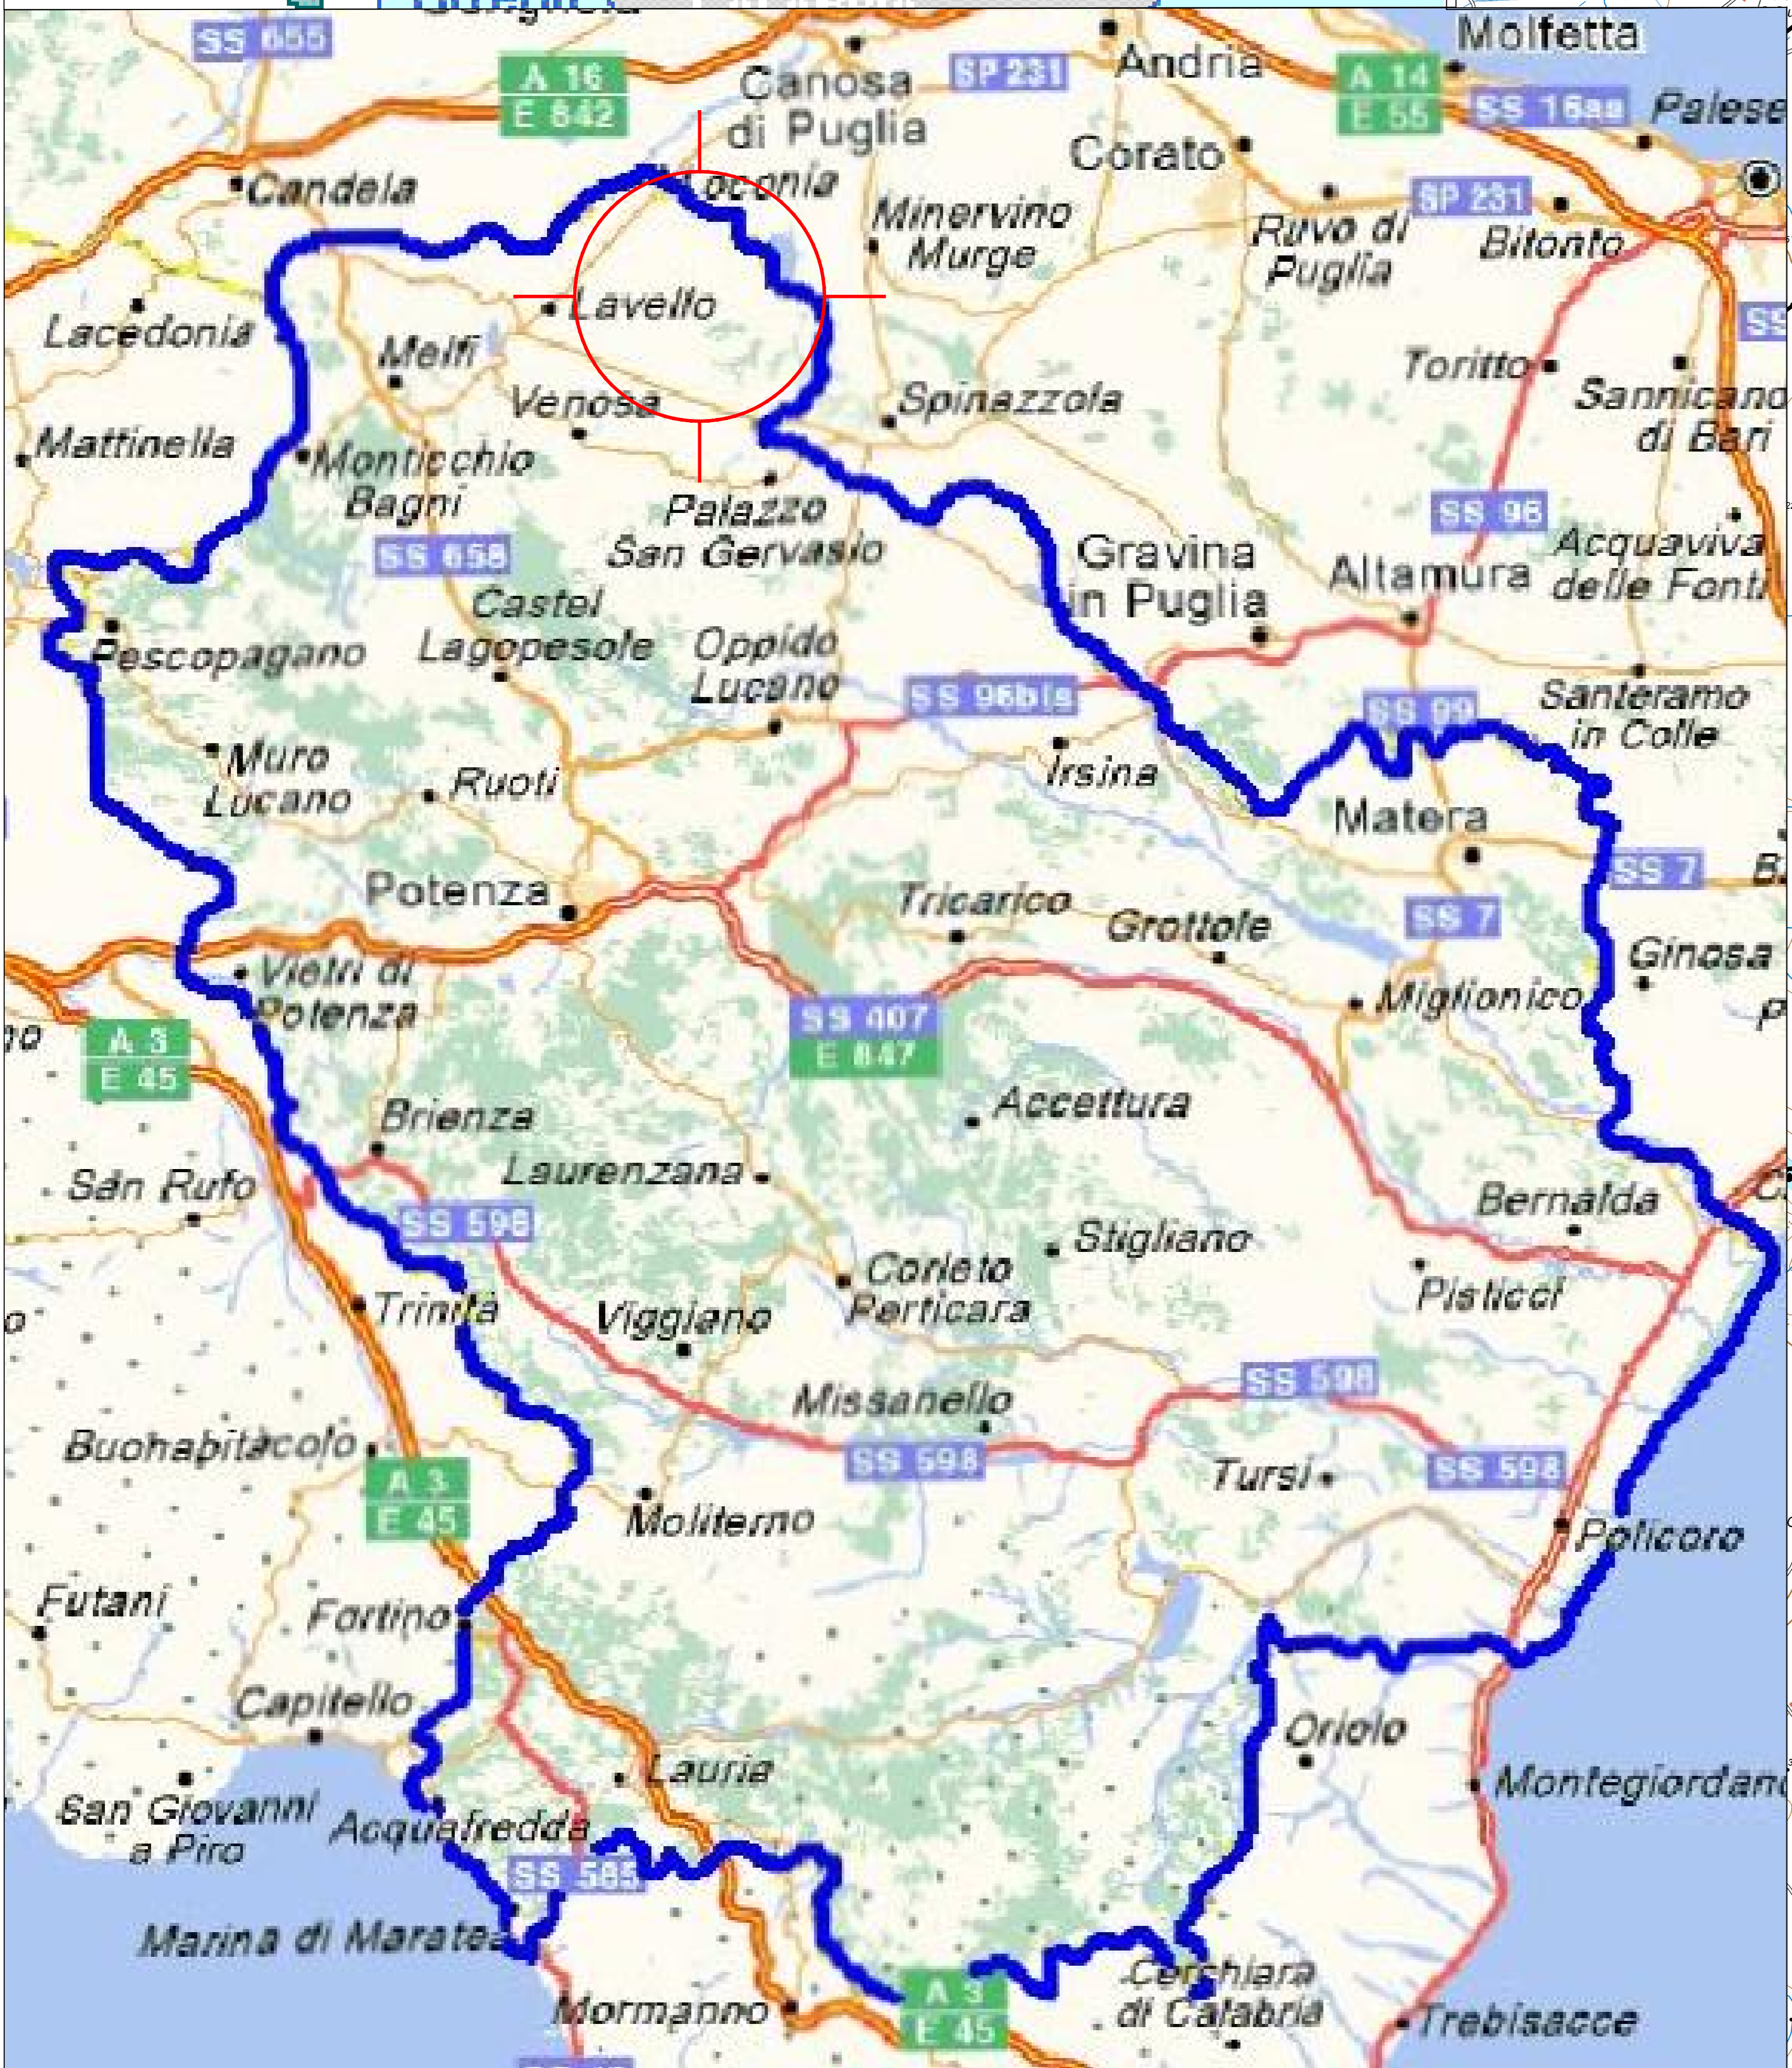 SS 655
A 16
E 842
Canosa
di Puglia
SP 231
Andria
A 14
E 55
Molfetta
SS 16aa
Palese
Corato
Candela
Loconia
Minervino
Murge
SP 231
Ruvo di
Puglia
Bitonto
Lacedonia
Lavello
Melfi
Toritto
SS
Venosa
Spinazzola
Sannicano
di Bari
Mattinella
Monticchio
Bagni
Palazzo
San Gervasio
SS 96
SS 658
Gravina
in Puglia
Altamura
Acquaviva
delle Fonti
Castel
Lagopesole
Oppido
Lucano
Pescopagano
SS 96bis
SS 99
Santeramo
in Colle
Muro
Lucano
Ruoti
Irsina
Matera
SS 7
Potenza
Tricarico
Grottole
SS 7
Ginosa
Vietri di
Potenza
Miglionico
SS 407
E 847
A 3
E 45
Accettura
Brienza
San Rufo
Laurenzana
Bernalda
SS 598
Stigliano
Corleto
Perticara
Pisticci
Trinità
Viggiano
SS 598
Missanello
Buonabitacolo
SS 598
Tursi
SS 598
A 3
E 45
Moliterno
Policoro
Futani
Fortino
Capitello
Oriolo
Lauria
Montegiordano
San Giovanni
a Piro
Acquafredda
SS 585
Marina di Maratea
Cerchiara
di Calabria
Mormanno
A 3
E 45
Trebisacce